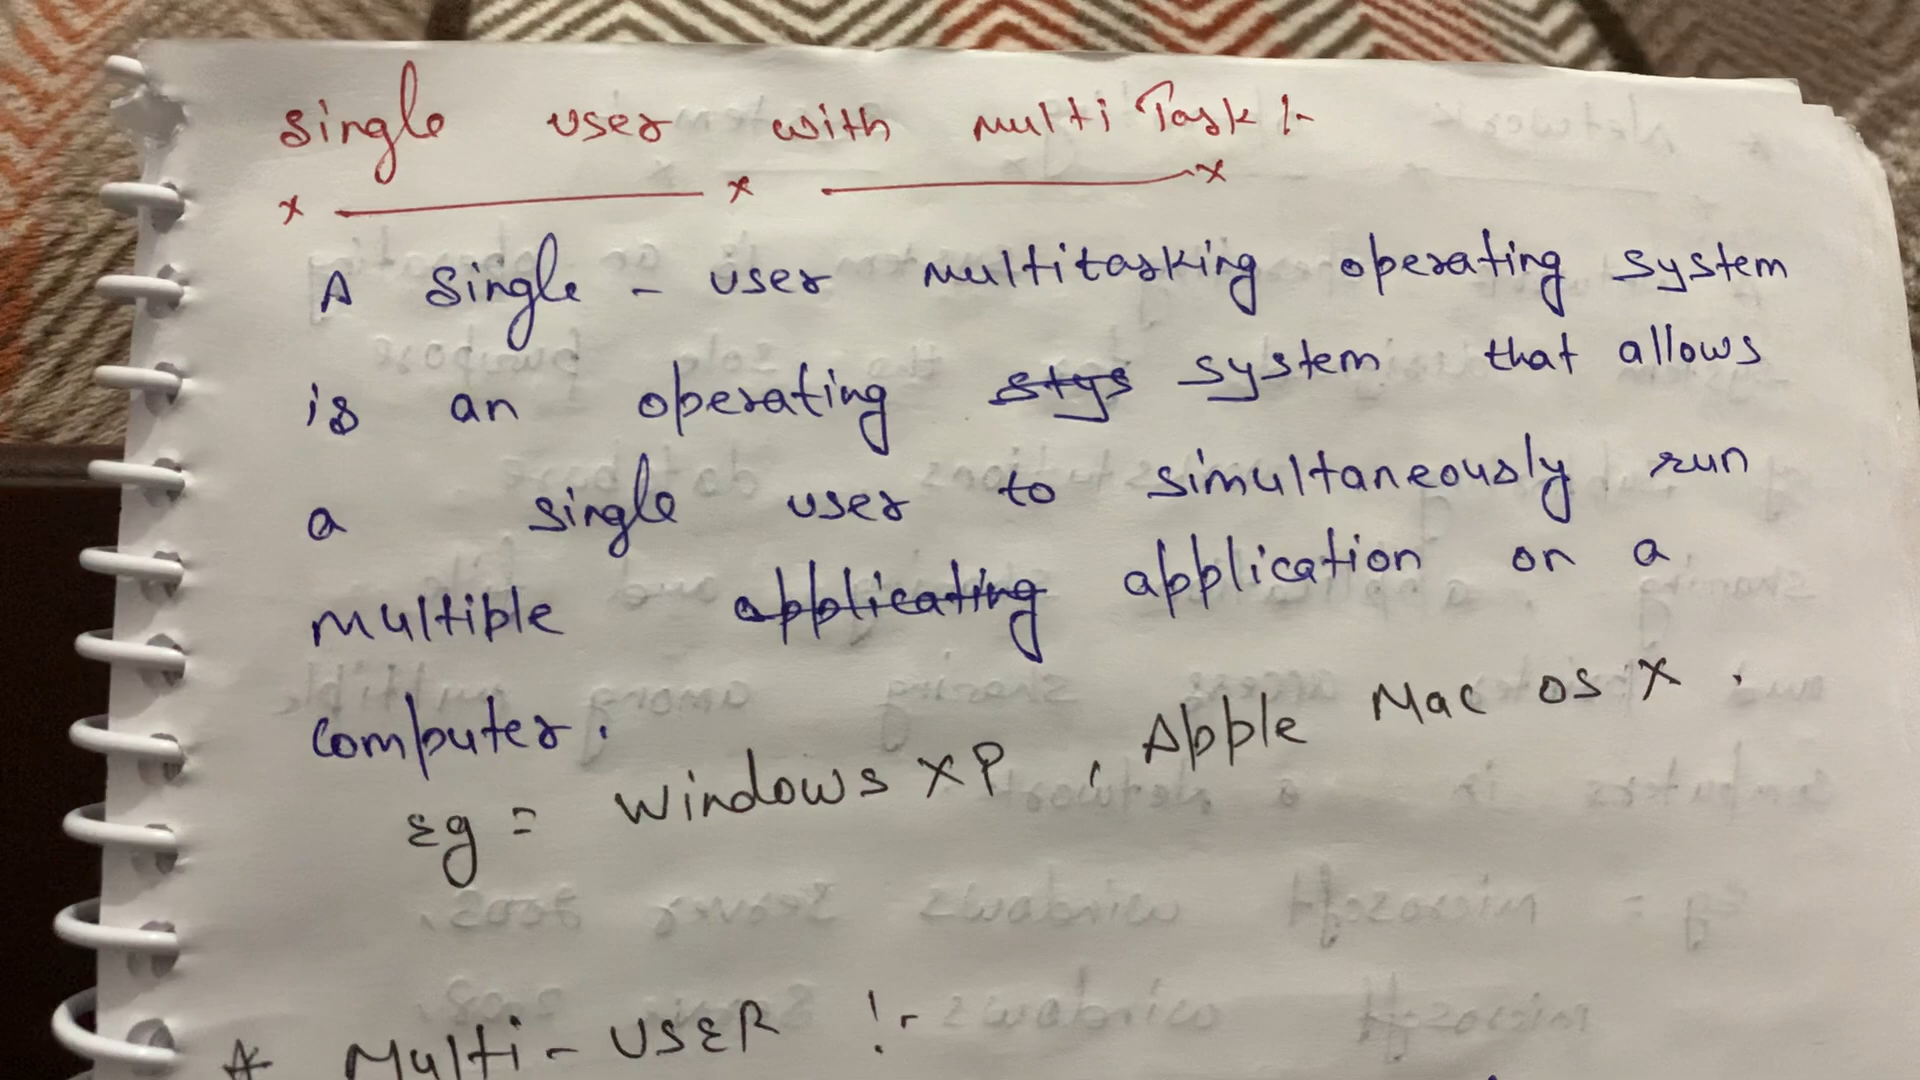 single user with multi Task :-
A single - user multitasking operating system
is an operating stys system that allows
a single user to simultaneously run
multiple applicating application on a
computer.
Eg = Windows XP, Apple Mac OS X.
* Multi - USER :-